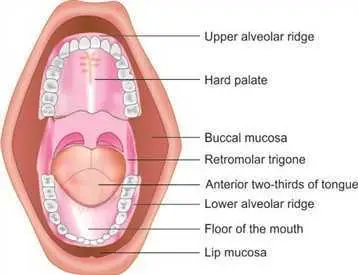 Upper alveolar ridge
Hard palate
Buccal mucosa
Retromolar trigone
Anterior two-thirds of tongue
Lower alveolar ridge
Floor of the mouth
Lip mucosa